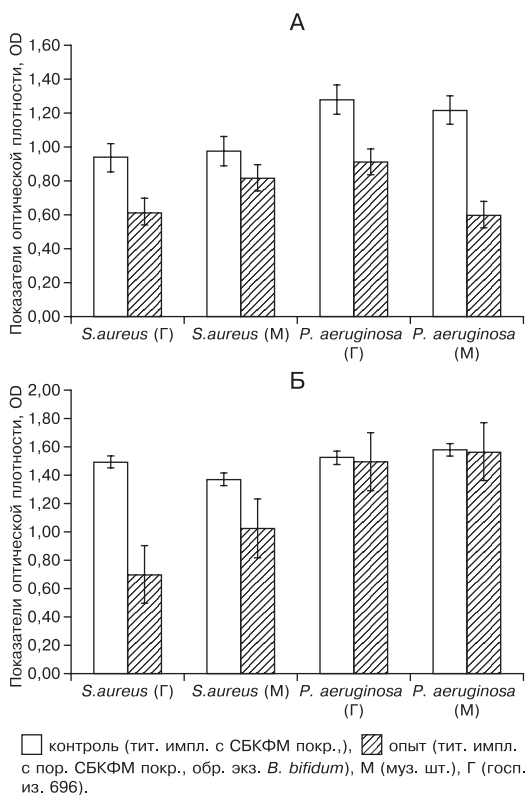 А
Показатели оптической плотности, OD
1,60
1,40
1,20
1,00
0,80
0,60
0,40
0,20
0,00
S.aureus (Г) S.aureus (М) P. aeruginosa (Г) P. aeruginosa (М)
Б
Показатели оптической плотности, OD
2,00
1,80
1,60
1,40
1,20
1,00
0,80
0,60
0,40
0,20
0,00
S.aureus (Г) S.aureus (М) P. aeruginosa (Г) P. aeruginosa (М)
контроль (тит. импл. с СБКФМ покр.,), опыт (тит. импл.
с пор. СБКФМ покр., обр. экз. B. bifidum), М (муз. шт.), Г (госп.
из. 696).